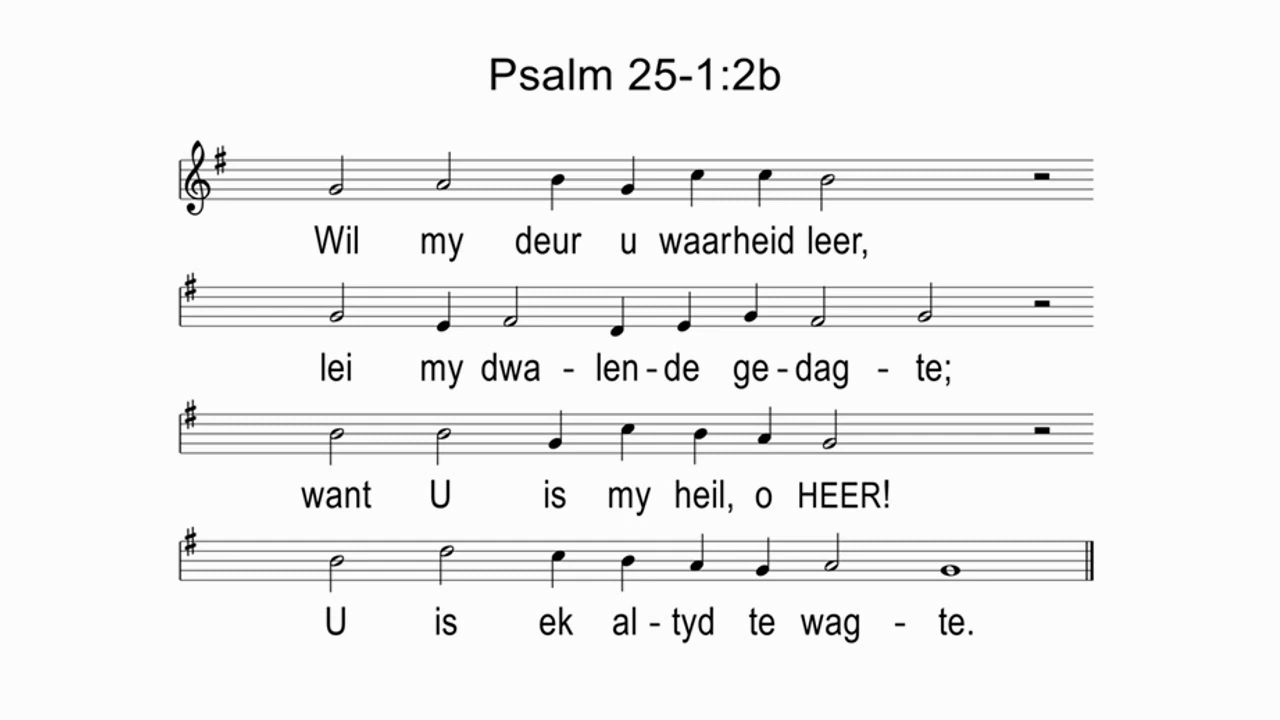 Psalm 25-1:2b
Wil my deur u waarheid leer,
lei my dwa - len - de ge - dag - te;
want U is my heil, o HEER!
U is ek al - tyd te wag - te.